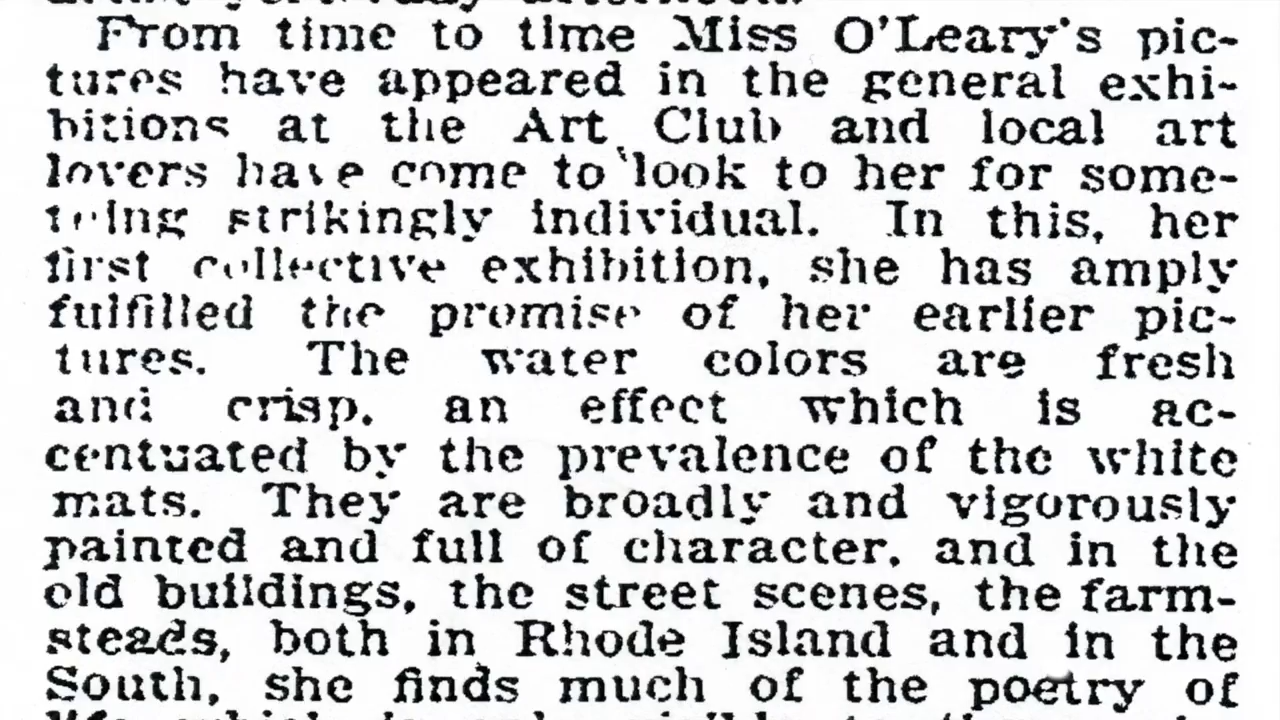 From time to time Miss O'Leary's pic-
tures have appeared in the general exhi-
bitions at the Art Club and local art
lovers have come to look to her for some-
thing strikingly individual. In this, her
first collective exhibition, she has amply
fulfilled the promise of her earlier pic-
tures. The water colors are fresh
and crisp, an effect which is ac-
centuated by the prevalence of the white
mats. They are broadly and vigorously
painted and full of character, and in the
old buildings, the street scenes, the farm-
steads, both in Rhode Island and in the
South, she finds much of the poetry of